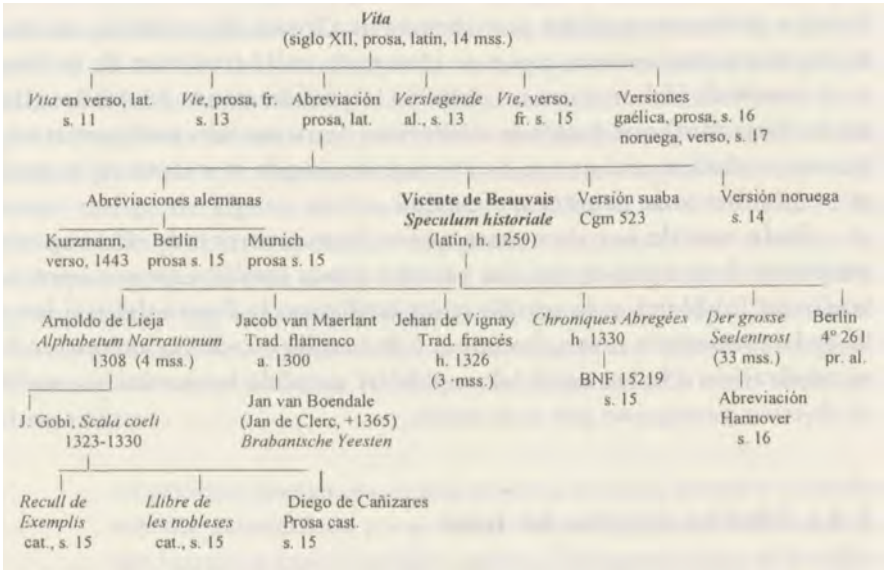 Vita
(siglo XII, prosa, latín, 14 mss.)
Vita en verso, lat.
s. 11
Vie, prosa, fr.
s. 13
Abreviación
prosa, lat.
Verslegende
al., s. 13
Vie, verso,
fr. s. 15
Versiones
gaélica, prosa, s. 16
noruega, verso, s. 17
Abreviaciones alemanas
Vicente de Beauvais
Speculum historiale
(latín, h. 1250)
Versión suaba
Cgm 523
Versión noruega
s. 14
Kurzmann,
verso, 1443
Berlín
prosa s. 15
Munich
prosa s. 15
Arnoldo de Lieja
Alphabetum Narrationum
1308 (4 mss.)
Jacob van Maerlant
Trad. flamenco
a. 1300
Jehan de Vignay
Trad. francés
h. 1326
(3 mss.)
Chroniques Abregéex
h 1330
Der grosse
Seelentrost
(33 mss.)
Berlín
4º 261
pr. al.
J. Gobi, Scala coeli
1323-1330
Jan van Boendale
(Jan de Clerc, +1365)
Brabantsche Yeesten
BNF 15219
s. 15
Abreviación
Hannover
s. 16
Recull de
Exemplis
cat., s. 15
Llibre de
les nobleses
cat., s. 15
Diego de Cañizares
Prosa cast.
s. 15